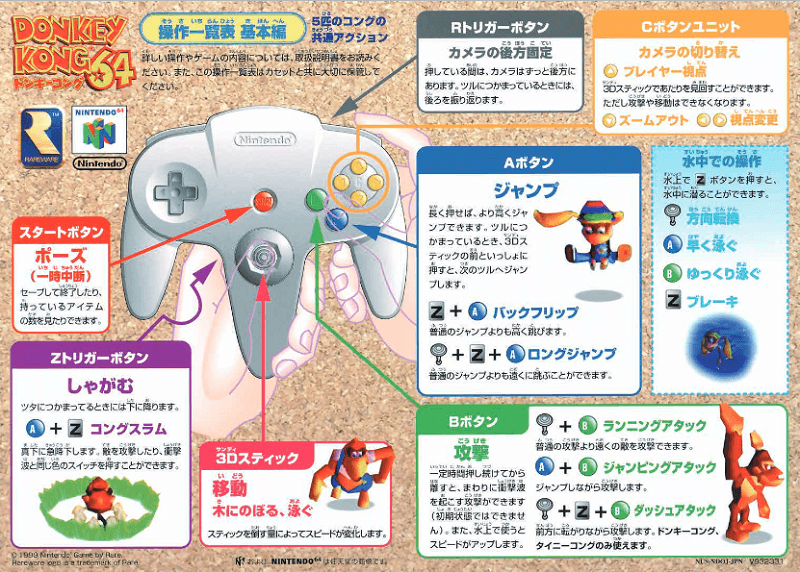 DONKEY
KONG 64
ドンキーコング
操作一覧表 基本編
5匹のコングの
共通アクション
詳しい操作やゲームの内容については、取扱説明書をお読みく
ださい。また、この操作一覧表はカセットと共に大切に保管して
ください。
RAREWARE
NINTENDO 64
Nintendo
Nintendo
Rトリガーボタン
カメラの後方固定
押している間は、カメラはずっと後方に
あります。ツルにつかまっているときには、
後ろを振り返ります。
Cボタンユニット
カメラの切り替え
プレイヤー視点
3Dスティックであたりを見回すことができます。
ただし攻撃や移動はできなくなります。
ズームアウト 視点変更
スタートボタン
ポーズ
(一時中断)
セーブして終了したり、
持っているアイテム
の数を見たりできます。
Aボタン
ジャンプ
長く押せば、より高くジャン
プできます。ツルにつ
かまっているとき、3Dス
ティックの前といっしょに
押すと、次のツルへジャン
プします。
Z + A バックフリップ
普通のジャンプよりも高く跳びます。
+ Z + A ロングジャンプ
普通のジャンプよりも遠くに跳ぶことができます。
水中での操作
水上で Z ボタンを押すと、
水中に潜ることができます。
方向転換
A 早く泳ぐ
B ゆっくり泳ぐ
Z ブレーキ
Zトリガーボタン
しゃがむ
ツタにつかまってるときには下に降ります。
A + Z コングスラム
真下に急降下します。敵を攻撃したり、衝撃
波と同じ色のスイッチを押すことができます。
3Dスティック
移動
木にのぼる、泳ぐ
スティックを倒す量によってスピードが変化します。
Bボタン
攻撃
一定時間押し続けてから
離すと、まわりに衝撃波
を起こす攻撃ができます
(初期状態ではできませ
ん)。また、水上で使うと
スピードがアップします。
+ B ランニングアタック
普通の攻撃より遠くの敵を攻撃できます。
A + B ジャンピングアタック
ジャンプしながら攻撃します。
+ Z + B ダッシュアタック
前方に転がりながら攻撃します。ドンキーコング、
タイニーコングのみ使えます。
© 1999 Nintendo. Game by Rare.
Rareware logo is a trademark of Rare.
および NINTENDO64 は任天堂の商標です。
NUS-NDOJ-JPN V932331